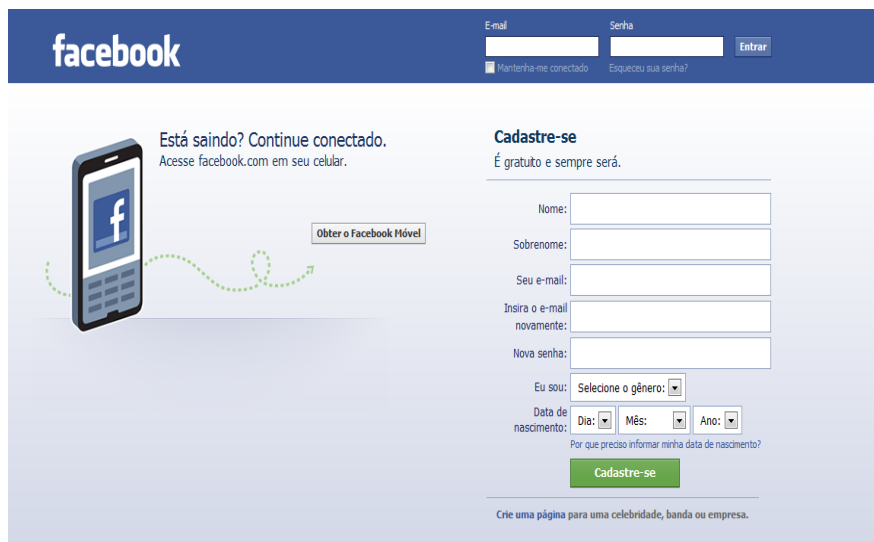 facebook
E-mail
Senha
Entrar
Mantenha-me conectado
Esqueceu sua senha?
f
Está saindo? Continue conectado.
Acesse facebook.com em seu celular.
Obter o Facebook Móvel
Cadastre-se
É gratuito e sempre será.
Nome:
Sobrenome:
Seu e-mail:
Insira o e-mail
novamente:
Nova senha:
Eu sou: Selecione o gênero:
Data de
nascimento:
Dia: Mês: Ano:
Por que preciso informar minha data de nascimento?
Cadastre-se
Crie uma página para uma celebridade, banda ou empresa.